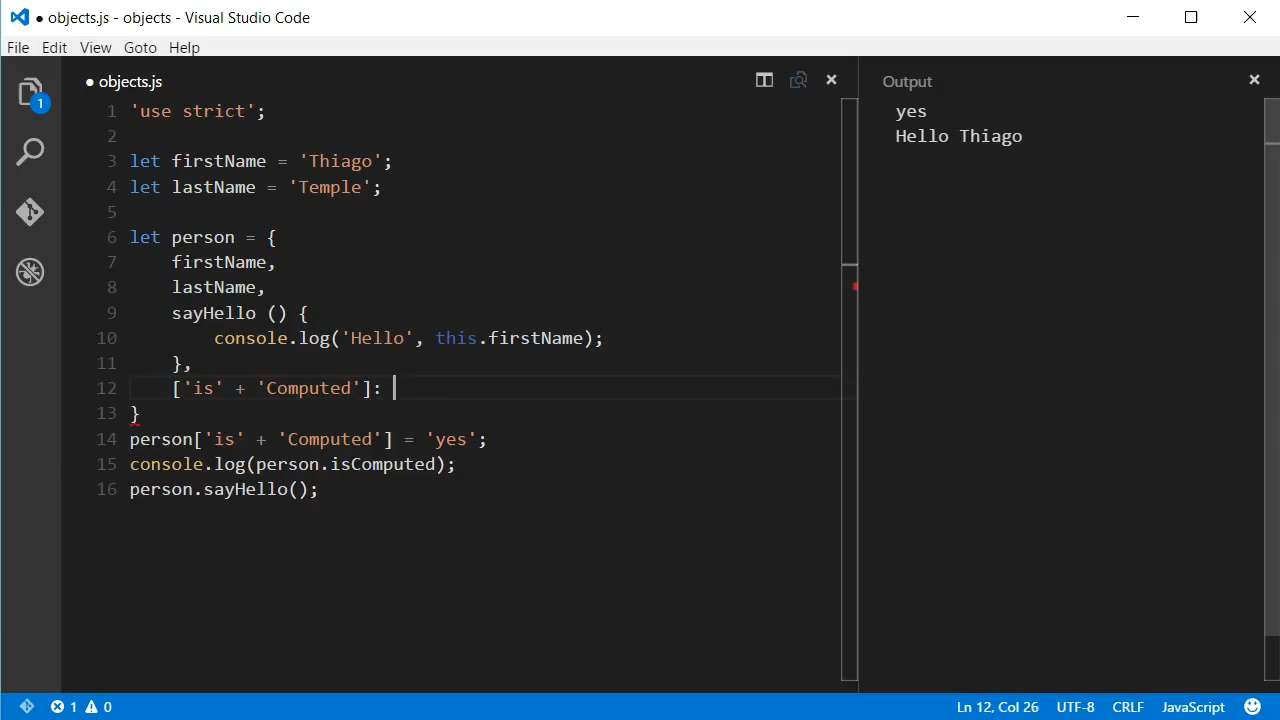 ● objects.js - objects - Visual Studio Code
File Edit View Goto Help
1
● objects.js
1 'use strict';
2
3 let firstName = 'Thiago';
4 let lastName = 'Temple';
5
6 let person = {
7     firstName,
8     lastName,
9     sayHello () {
10         console.log('Hello', this.firstName);
11     },
12     ['is' + 'Computed']:
13 }
14 person['is' + 'Computed'] = 'yes';
15 console.log(person.isComputed);
16 person.sayHello();
Output
yes
Hello Thiago
1 0 Ln 12, Col 26 UTF-8 CRLF JavaScript